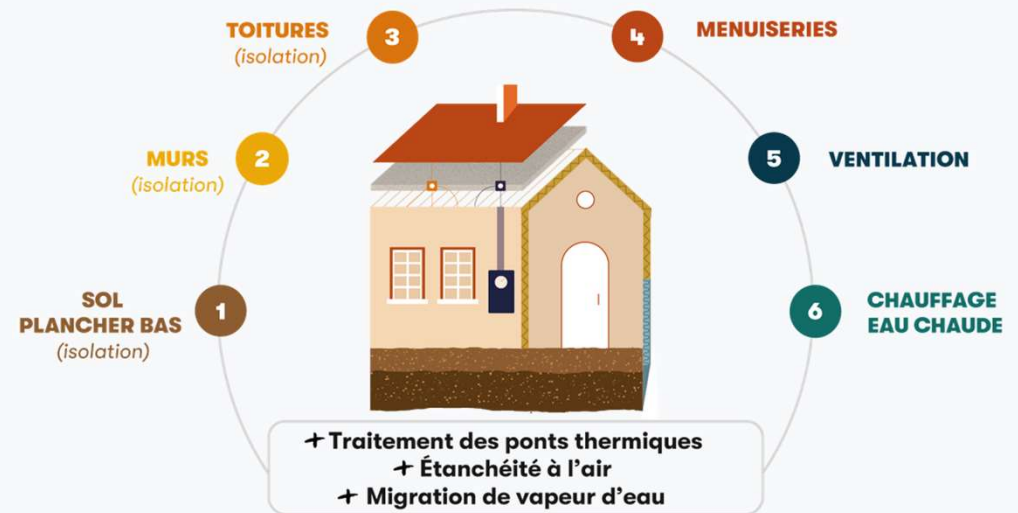 TOITURES
(isolation)
3
4
MENUISERIES
MURS
(isolation)
2
5
VENTILATION
SOL
PLANCHER BAS
(isolation)
1
6
CHAUFFAGE
EAU CHAUDE
+ Traitement des ponts thermiques
+ Étanchéité à l'air
+ Migration de vapeur d'eau